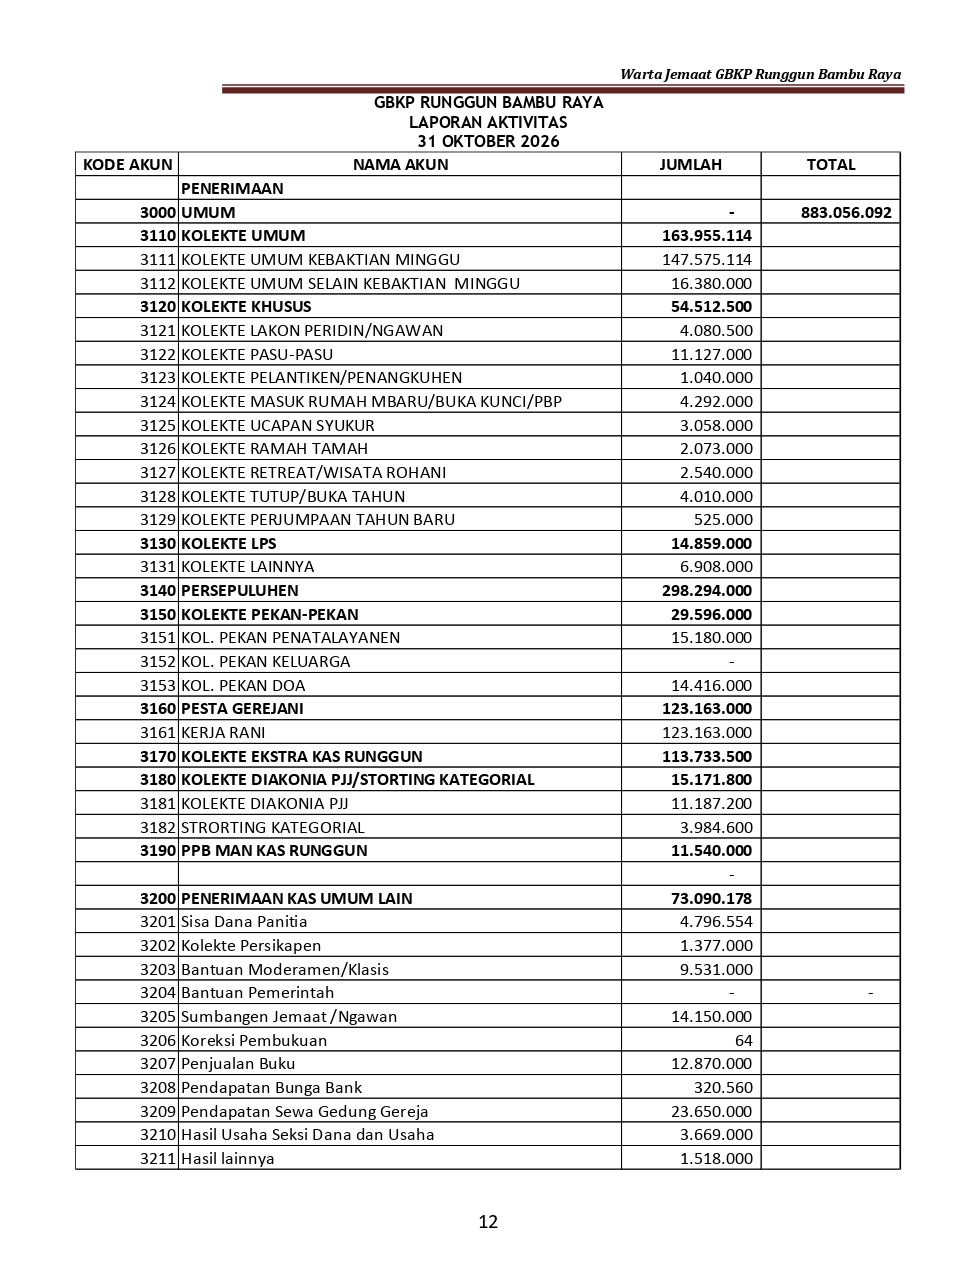 Warta Jemaat GBKP Runggun Bambu Raya
GBKP RUNGGUN BAMBU RAYA
LAPORAN AKTIVITAS
31 OKTOBER 2026
KODE AKUN NAMA AKUN JUMLAH TOTAL
PENERIMAAN
3000 UMUM - 883.056.092
3110 KOLEKTE UMUM 163.955.114
3111 KOLEKTE UMUM KEBAKTIAN MINGGU 147.575.114
3112 KOLEKTE UMUM SELAIN KEBAKTIAN MINGGU 16.380.000
3120 KOLEKTE KHUSUS 54.512.500
3121 KOLEKTE LAKON PERIDIN/NGAWAN 4.080.500
3122 KOLEKTE PASU-PASU 11.127.000
3123 KOLEKTE PELANTIKEN/PENANGKUHEN 1.040.000
3124 KOLEKTE MASUK RUMAH MBARU/BUKA KUNCI/PBP 4.292.000
3125 KOLEKTE UCAPAN SYUKUR 3.058.000
3126 KOLEKTE RAMAH TAMAH 2.073.000
3127 KOLEKTE RETREAT/WISATA ROHANI 2.540.000
3128 KOLEKTE TUTUP/BUKA TAHUN 4.010.000
3129 KOLEKTE PERJUMPAAN TAHUN BARU 525.000
3130 KOLEKTE LPS 14.859.000
3131 KOLEKTE LAINNYA 6.908.000
3140 PERSEPULUHEN 298.294.000
3150 KOLEKTE PEKAN-PEKAN 29.596.000
3151 KOL. PEKAN PENATALAYANEN 15.180.000
3152 KOL. PEKAN KELUARGA -
3153 KOL. PEKAN DOA 14.416.000
3160 PESTA GEREJANI 123.163.000
3161 KERJA RANI 123.163.000
3170 KOLEKTE EKSTRA KAS RUNGGUN 113.733.500
3180 KOLEKTE DIAKONIA PJJ/STORTING KATEGORIAL 15.171.800
3181 KOLEKTE DIAKONIA PJJ 11.187.200
3182 STRORTING KATEGORIAL 3.984.600
3190 PPB MAN KAS RUNGGUN 11.540.000
-
3200 PENERIMAAN KAS UMUM LAIN 73.090.178
3201 Sisa Dana Panitia 4.796.554
3202 Kolekte Persikapen 1.377.000
3203 Bantuan Moderamen/Klasis 9.531.000
3204 Bantuan Pemerintah - -
3205 Sumbangen Jemaat /Ngawan 14.150.000
3206 Koreksi Pembukuan 64
3207 Penjualan Buku 12.870.000
3208 Pendapatan Bunga Bank 320.560
3209 Pendapatan Sewa Gedung Gereja 23.650.000
3210 Hasil Usaha Seksi Dana dan Usaha 3.669.000
3211 Hasil lainnya 1.518.000
12